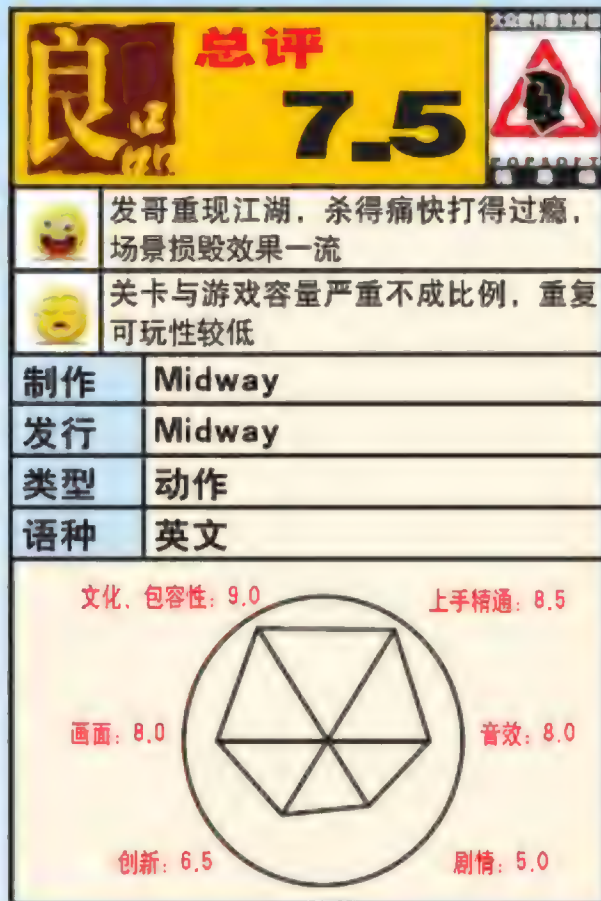 良品
总评
7.5
发哥重现江湖，杀得痛快打得过瘾，
场景损毁效果一流
关卡与游戏容量严重不成比例，重复
可玩性较低
制作 Midway
发行 Midway
类型 动作
语种 英文
文化、包容性：9.0
上手精通：8.5
画面：8.0
音效：8.0
创新：6.5
剧情：5.0